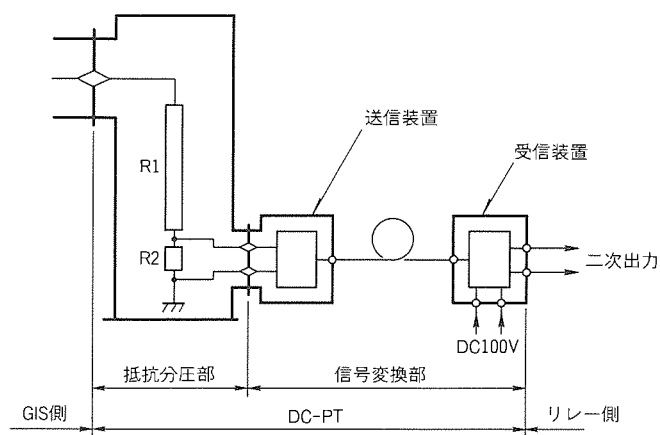 送信装置
受信装置
R1
R2
二次出力
DC100V
抵抗分圧部
信号変換部
GIS側
DC-PT
リレー側